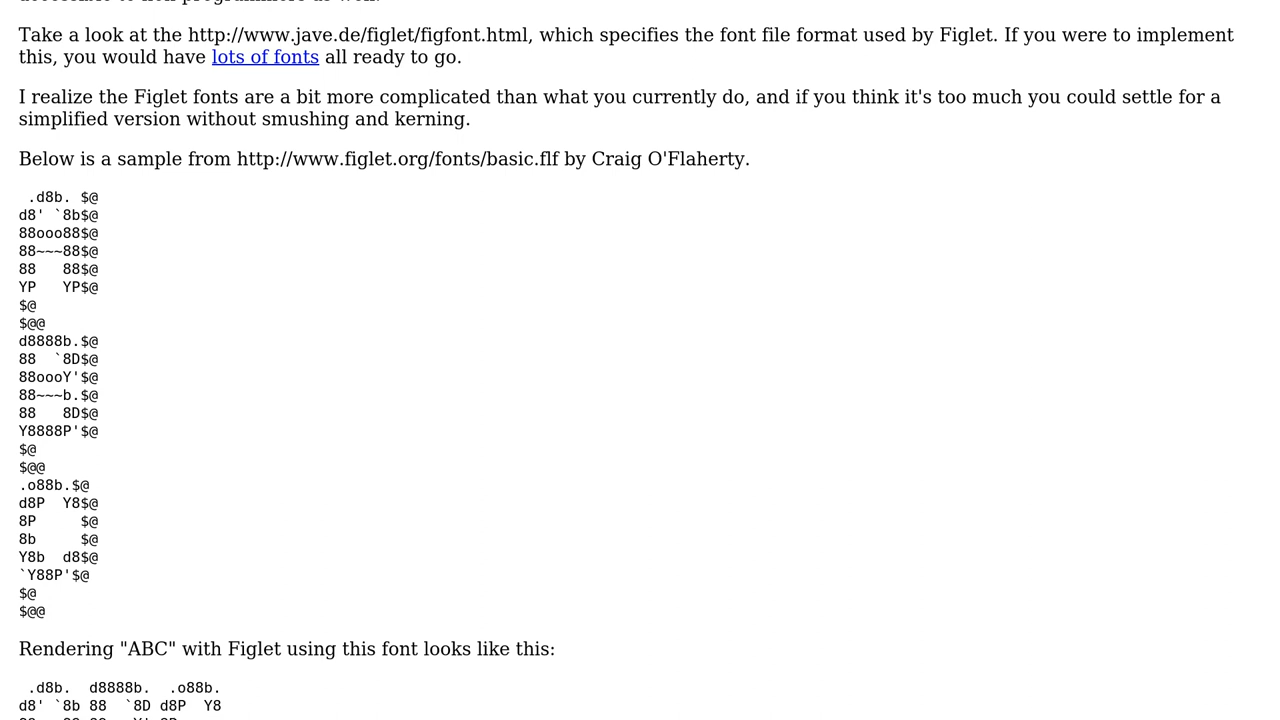 Take a look at the http://www.jave.de/figlet/figfont.html, which specifies the font file format used by Figlet. If you were to implement
this, you would have lots of fonts all ready to go.
I realize the Figlet fonts are a bit more complicated than what you currently do, and if you think it's too much you could settle for a
simplified version without smushing and kerning.
Below is a sample from http://www.figlet.org/fonts/basic.flf by Craig O'Flaherty.
 .d8b. $@
d8' `8b$@
88ooo88$@
88~~~88$@
88   88$@
YP   YP$@
$@
$@@
d8888b.$@
88  `8D$@
88oooY'$@
88~~~b.$@
88   8D$@
Y8888P'$@
$@
$@@
.o88b.$@
d8P  Y8$@
8P     $@
8b     $@
Y8b  d8$@
`Y88P'$@
$@
$@@
Rendering "ABC" with Figlet using this font looks like this:
 .d8b.  d8888b.  .o88b.
d8' `8b 88  `8D d8P  Y8